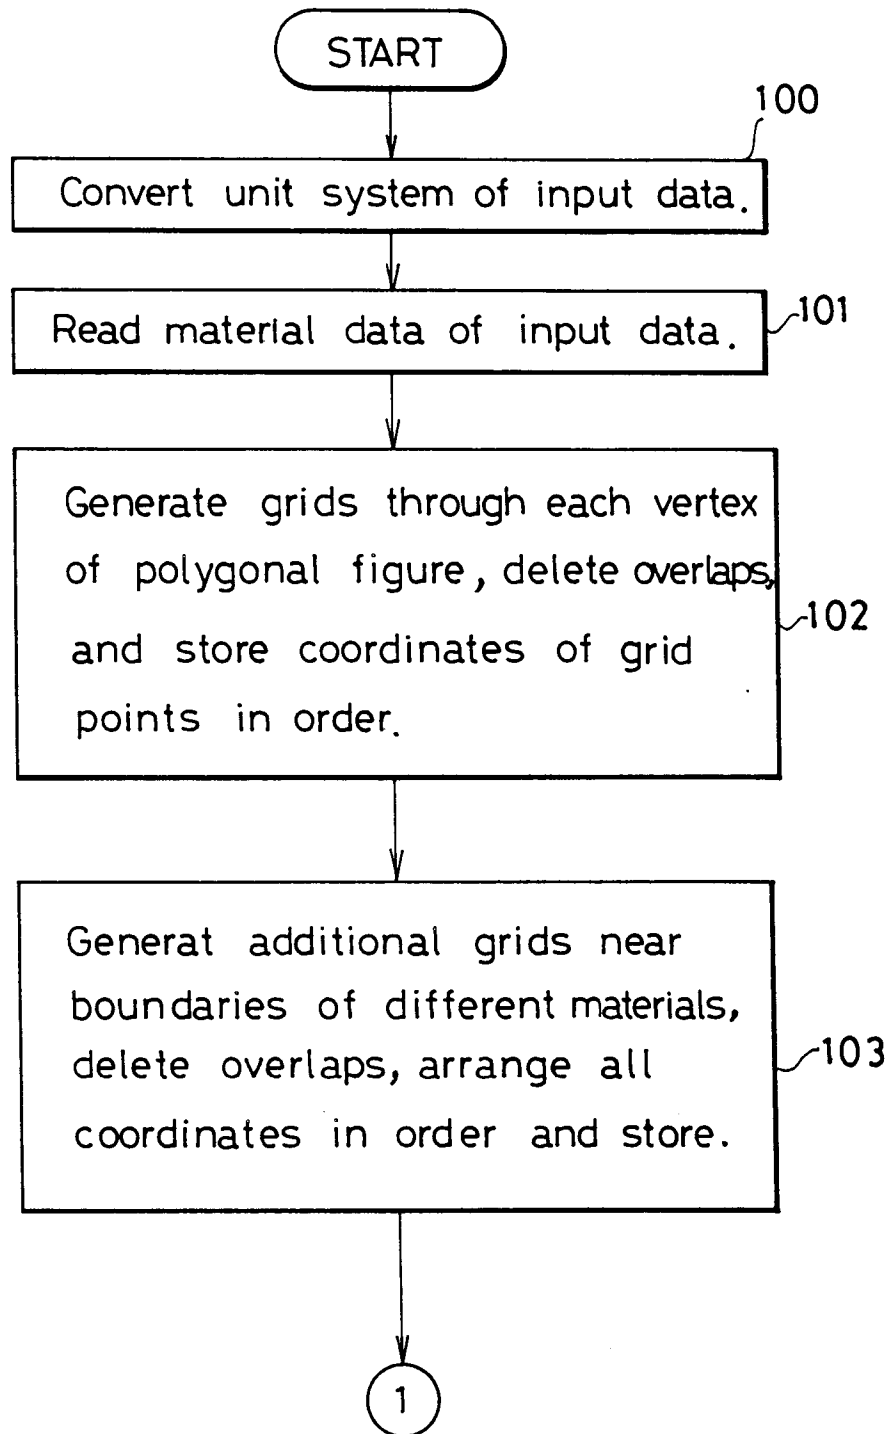 START
100
Convert unit system of input data.
Read material data of input data.
101
Generate grids through each vertex
of polygonal figure, delete overlaps,
and store coordinates of grid
points in order.
102
Generat additional grids near
boundaries of different materials,
delete overlaps, arrange all
coordinates in order and store.
103
1